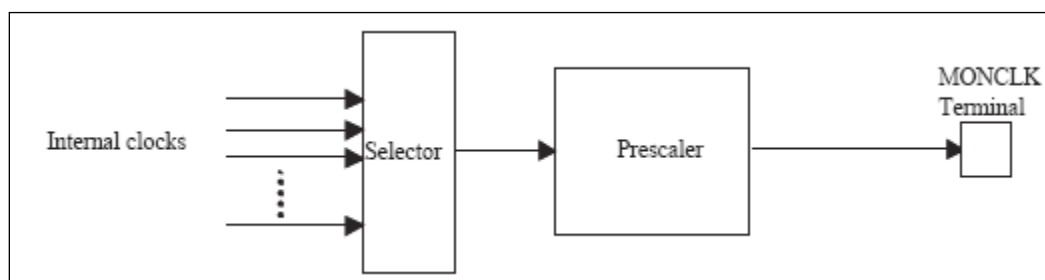 MONCLK
Terminal
Internal clocks
Selector
Prescaler